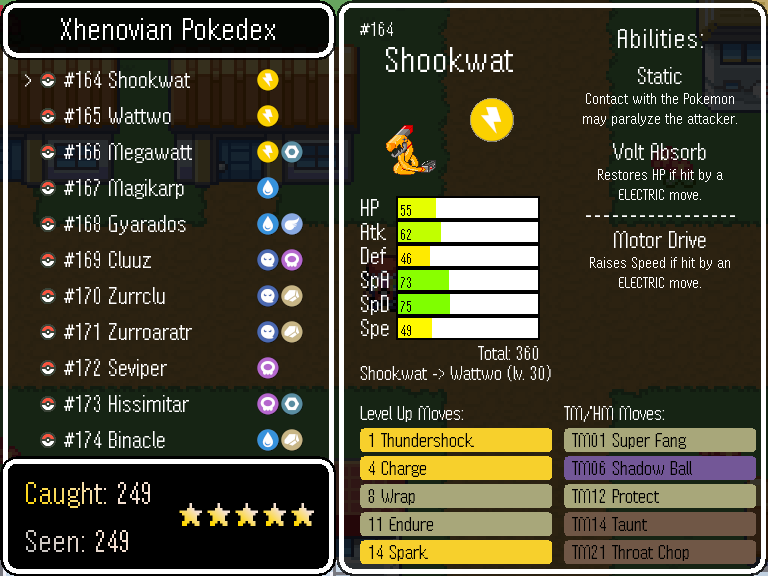 Xhenovian Pokedex
> #164 Shookwat
#165 Wattwo
#166 Megawatt
#167 Magikarp
#168 Gyarados
#169 Cluuz
#170 Zurrclu
#171 Zurroaratr
#172 Seviper
#173 Hissimitar
#174 Binacle
Caught: 249
Seen: 249
#164
Shookwat
HP 55
Atk 62
Def 46
SpA 73
SpD 75
Spe 49
Total: 360
Shookwat -> Wattwo (lv. 30)
Abilities:
Static
Contact with the Pokemon
may paralyze the attacker.
Volt Absorb
Restores HP if hit by a
ELECTRIC move.
Motor Drive
Raises Speed if hit by an
ELECTRIC move.
Level Up Moves:
1 Thundershock
4 Charge
8 Wrap
11 Endure
14 Spark
TM/HM Moves:
TM01 Super Fang
TM06 Shadow Ball
TM12 Protect
TM14 Taunt
TM21 Throat Chop